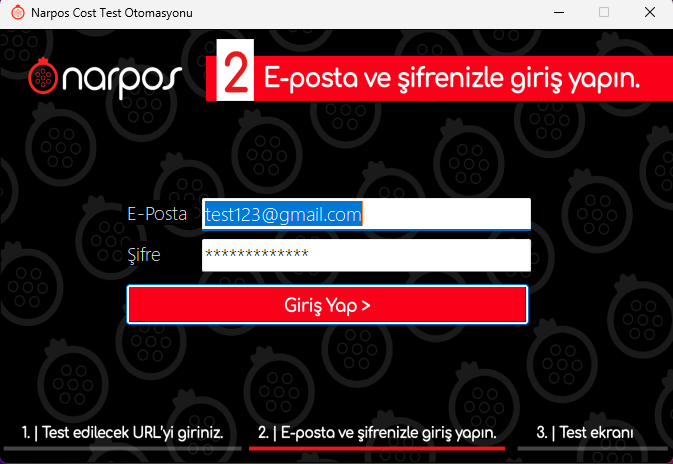 Narpos Cost Test Otomasyonu
narpos
2 E-posta ve şifrenizle giriş yapın.
E-Posta test123@gmail.com
Şifre *************
Giriş Yap >
1. | Test edilecek URL'yi giriniz. 2. | E-posta ve şifrenizle giriş yapın. 3. | Test ekranı